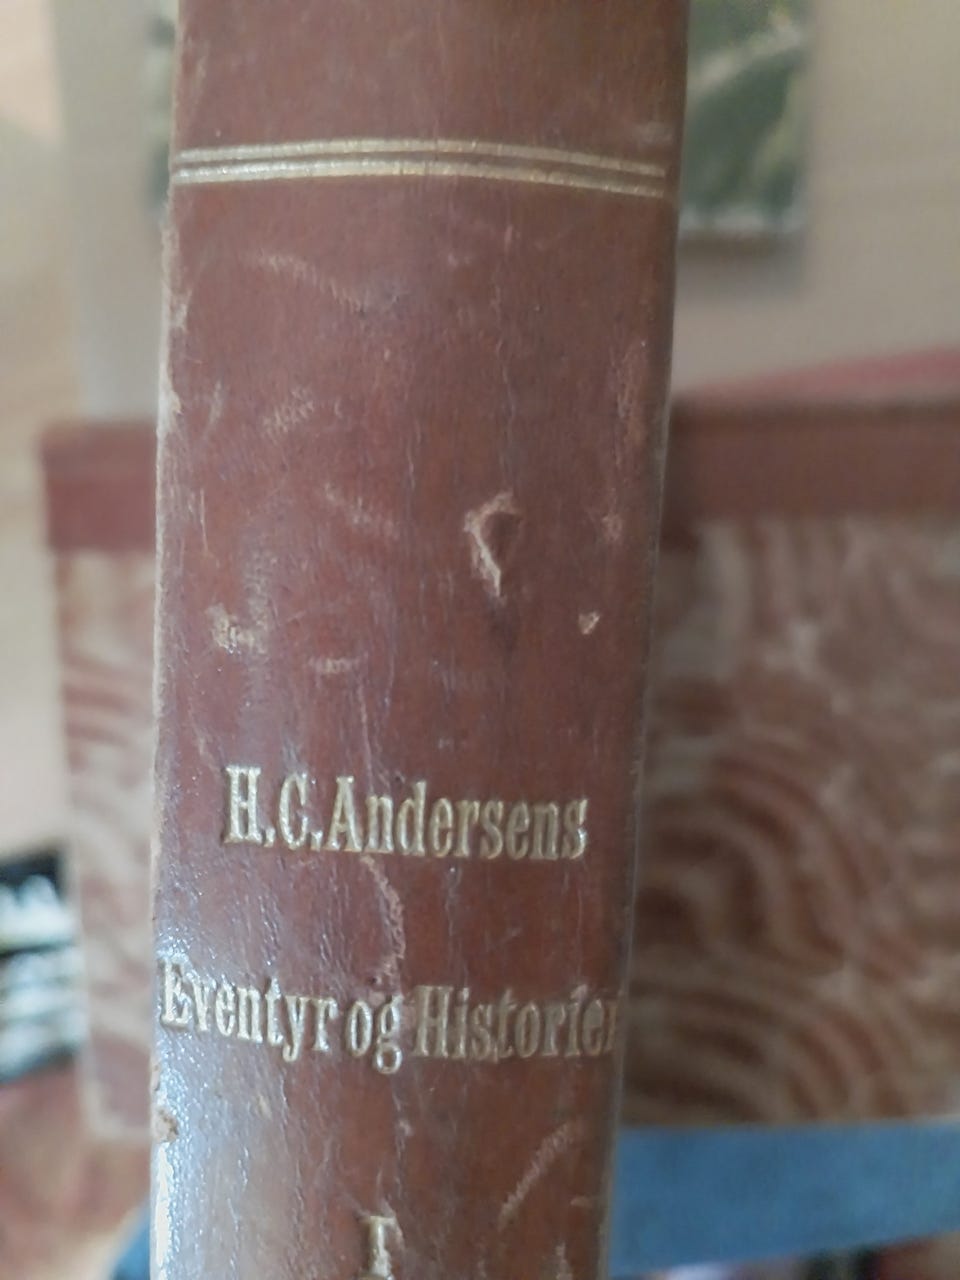 H.C.Andersens
Eventyr og Historier
I